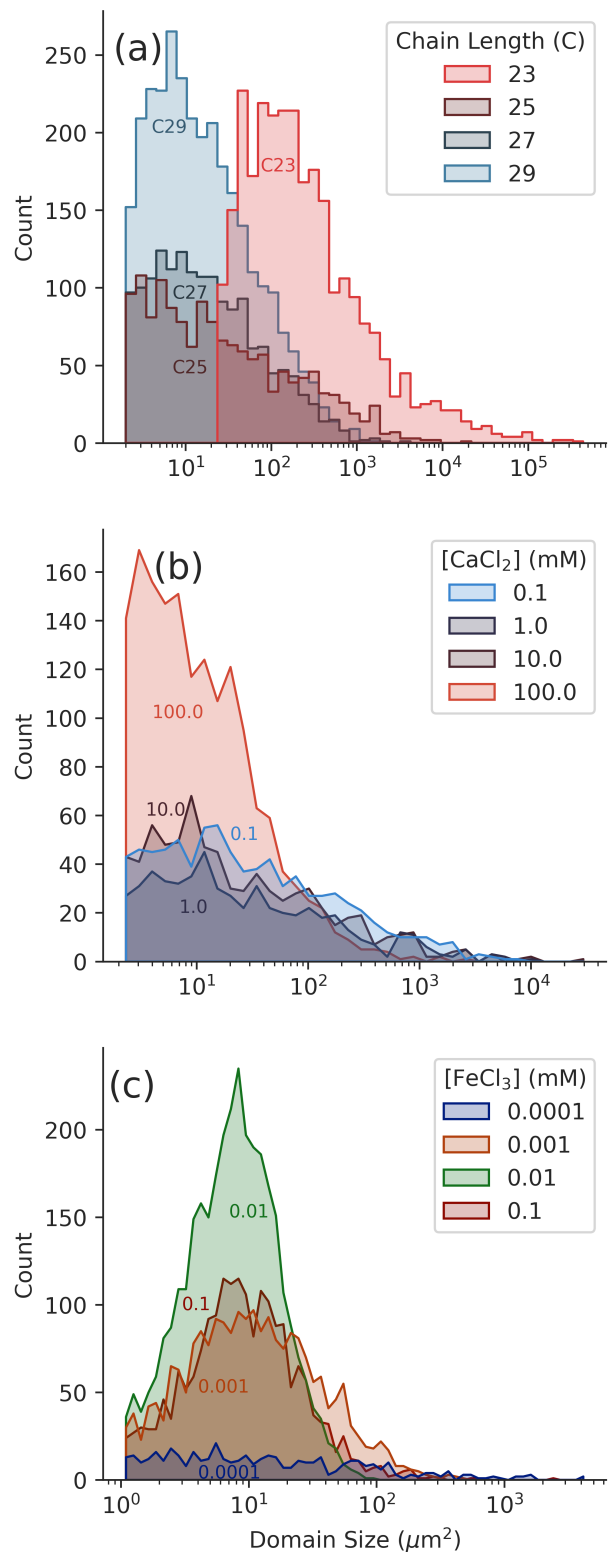 (a)
Chain Length (C)
23
25
27
29
C29
C23
C27
C25
Count
250
200
150
100
50
0
10¹ 10² 10³ 10⁴ 10⁵
(b)
[CaCl₂] (mM)
0.1
1.0
10.0
100.0
100.0
10.0
0.1
1.0
Count
160
140
120
100
80
60
40
20
0
10¹ 10² 10³ 10⁴
(c)
[FeCl₃] (mM)
0.0001
0.001
0.01
0.1
0.01
0.1
0.001
0.0001
Count
200
150
100
50
0
10⁰ 10¹ 10² 10³
Domain Size (μm²)